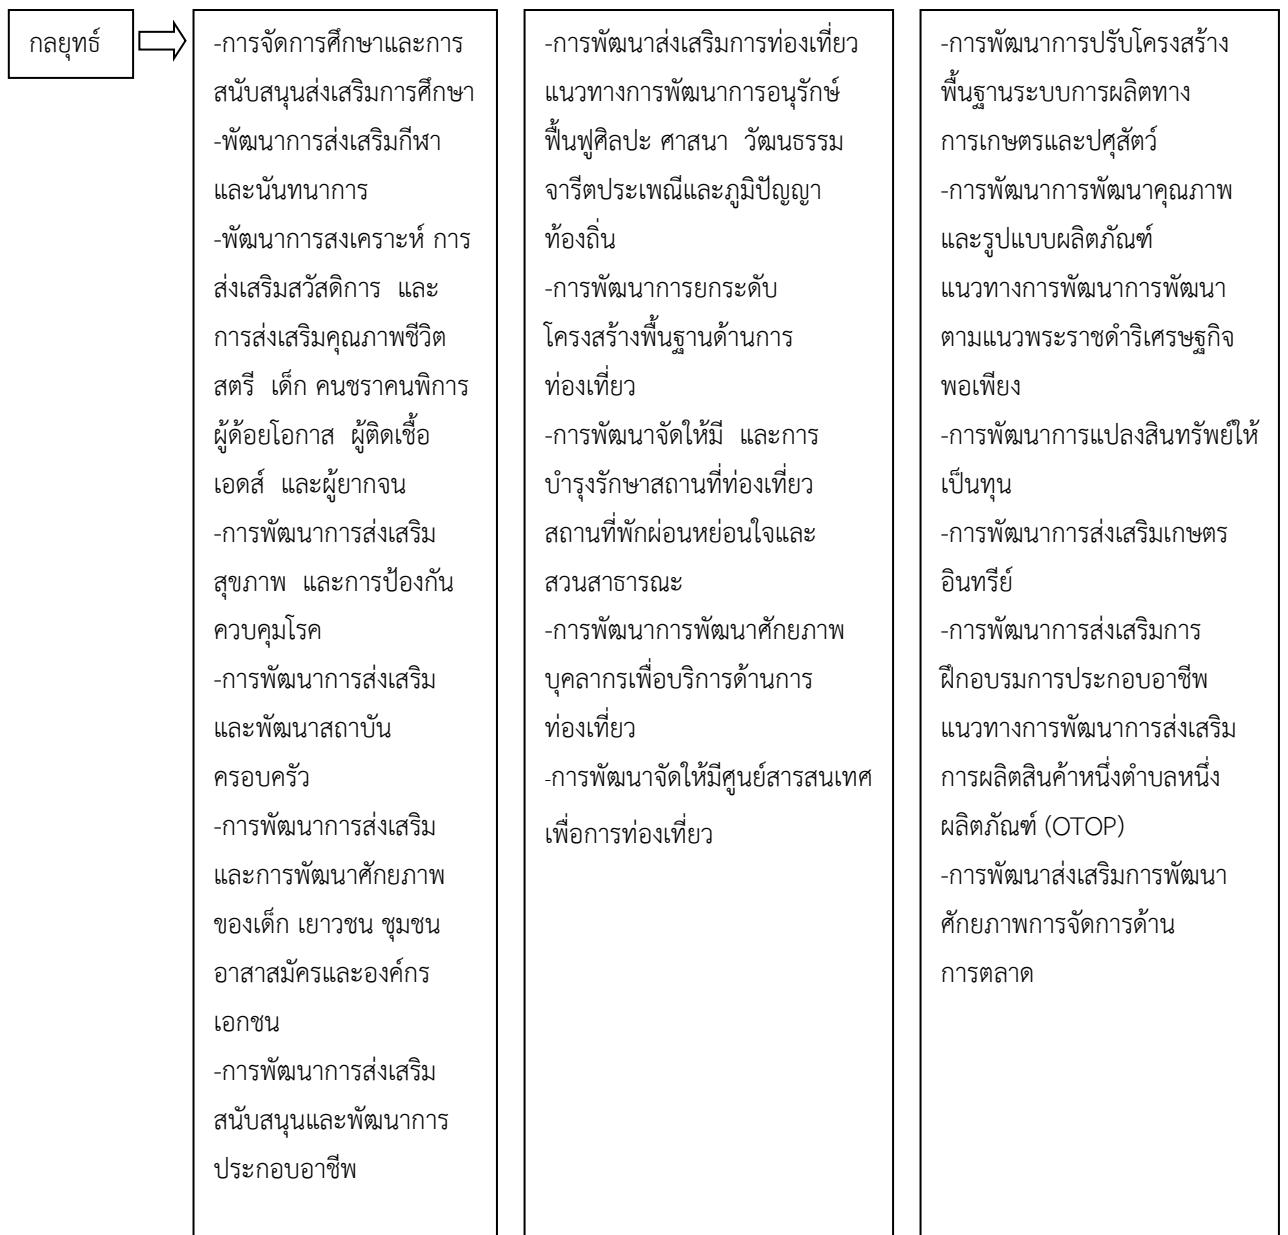 กลยุทธ์
-การจัดการศึกษาและการ
สนับสนุนส่งเสริมการศึกษา
-พัฒนาการส่งเสริมกีฬา
และนันทนาการ
-พัฒนาการสงเคราะห์ การ
ส่งเสริมสวัสดิการ และ
การส่งเสริมคุณภาพชีวิต
สตรี เด็ก คนชราคนพิการ
ผู้ด้อยโอกาส ผู้ติดเชื้อ
เอดส์ และผู้ยากจน
-การพัฒนาการส่งเสริม
สุขภาพ และการป้องกัน
ควบคุมโรค
-การพัฒนาการส่งเสริม
และพัฒนาสถาบัน
ครอบครัว
-การพัฒนาการส่งเสริม
และการพัฒนาศักยภาพ
ของเด็ก เยาวชน ชุมชน
อาสาสมัครและองค์กร
เอกชน
-การพัฒนาการส่งเสริม
สนับสนุนและพัฒนาการ
ประกอบอาชีพ
-การพัฒนาส่งเสริมการท่องเที่ยว
แนวทางการพัฒนาการอนุรักษ์
ฟื้นฟูศิลปะ ศาสนา วัฒนธรรม
จารีตประเพณีและภูมิปัญญา
ท้องถิ่น
-การพัฒนาการยกระดับ
โครงสร้างพื้นฐานด้านการ
ท่องเที่ยว
-การพัฒนาจัดให้มี และการ
บำรุงรักษาสถานที่ท่องเที่ยว
สถานที่พักผ่อนหย่อนใจและ
สวนสาธารณะ
-การพัฒนาการพัฒนาศักยภาพ
บุคลากรเพื่อบริการด้านการ
ท่องเที่ยว
-การพัฒนาจัดให้มีศูนย์สารสนเทศ
เพื่อการท่องเที่ยว
-การพัฒนาการปรับโครงสร้าง
พื้นฐานระบบการผลิตทาง
การเกษตรและปศุสัตว์
-การพัฒนาการพัฒนาคุณภาพ
และรูปแบบผลิตภัณฑ์
แนวทางการพัฒนาการพัฒนา
ตามแนวพระราชดำริเศรษฐกิจ
พอเพียง
-การพัฒนาการแปลงสินทรัพย์ให้
เป็นทุน
-การพัฒนาการส่งเสริมเกษตร
อินทรีย์
-การพัฒนาการส่งเสริมการ
ฝึกอบรมการประกอบอาชีพ
แนวทางการพัฒนาการส่งเสริม
การผลิตสินค้าหนึ่งตำบลหนึ่ง
ผลิตภัณฑ์ (OTOP)
-การพัฒนาส่งเสริมการพัฒนา
ศักยภาพการจัดการด้าน
การตลาด